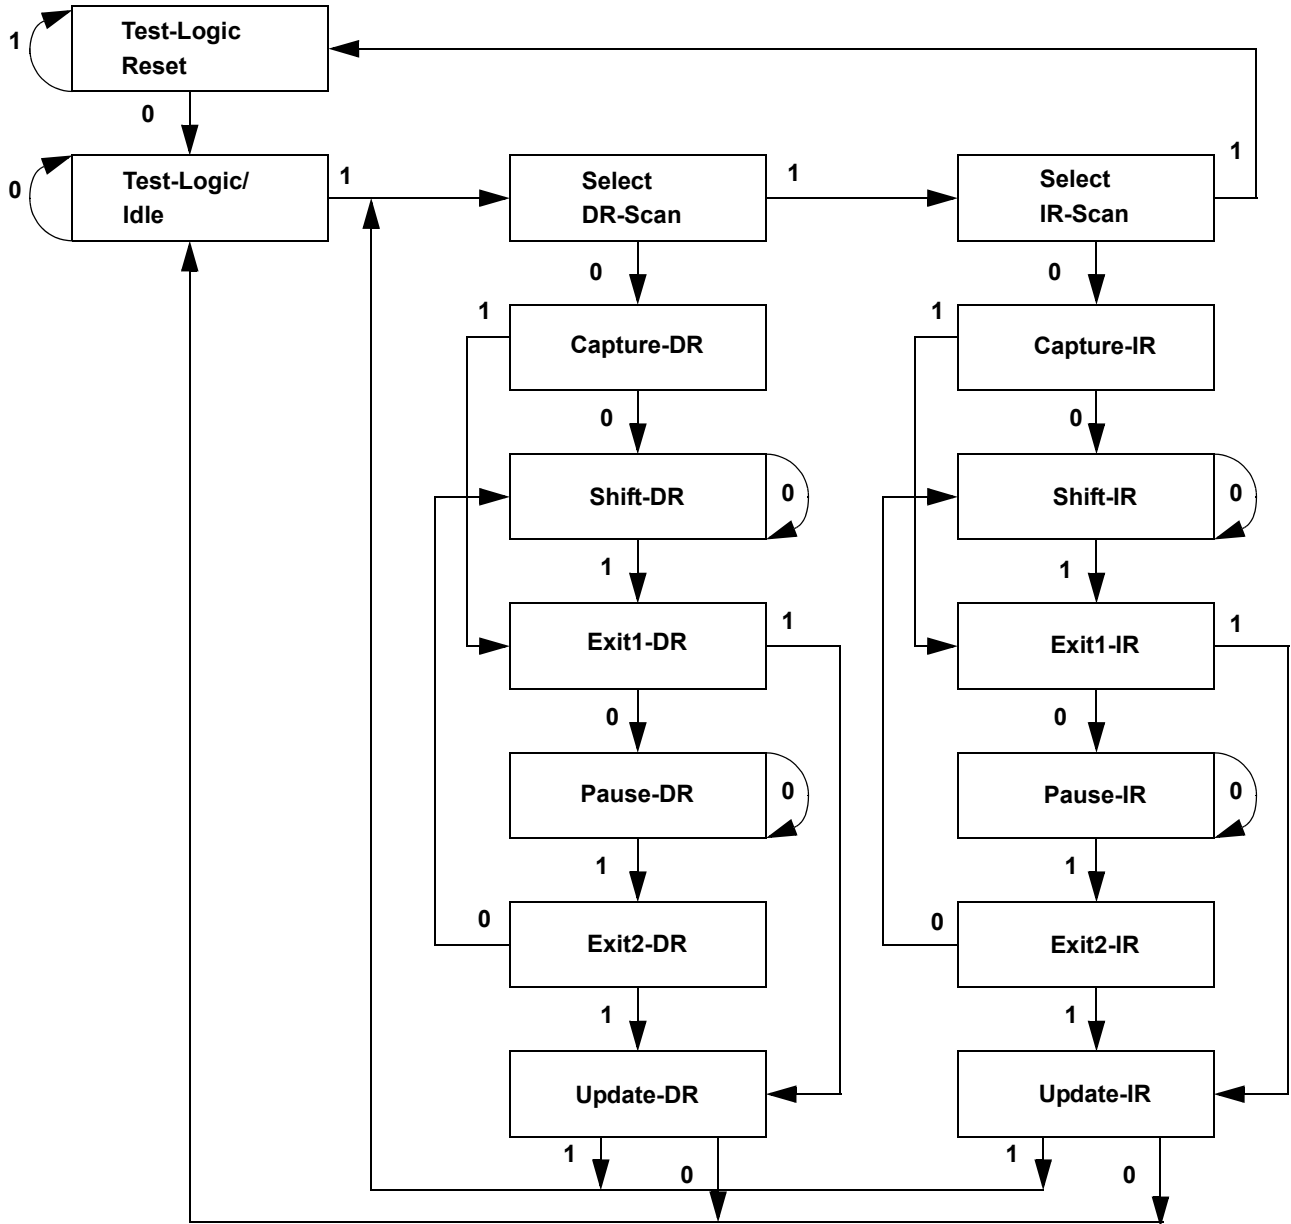 Test-Logic
Reset
1
0
Test-Logic/
Idle
0
1
Select
DR-Scan
1
Select
IR-Scan
1
0
0
1
Capture-DR
1
Capture-IR
0
0
Shift-DR
0
Shift-IR
0
1
1
Exit1-DR
1
Exit1-IR
1
0
0
Pause-DR
0
Pause-IR
0
1
1
0
Exit2-DR
0
Exit2-IR
1
1
Update-DR
Update-IR
1
0
1
0